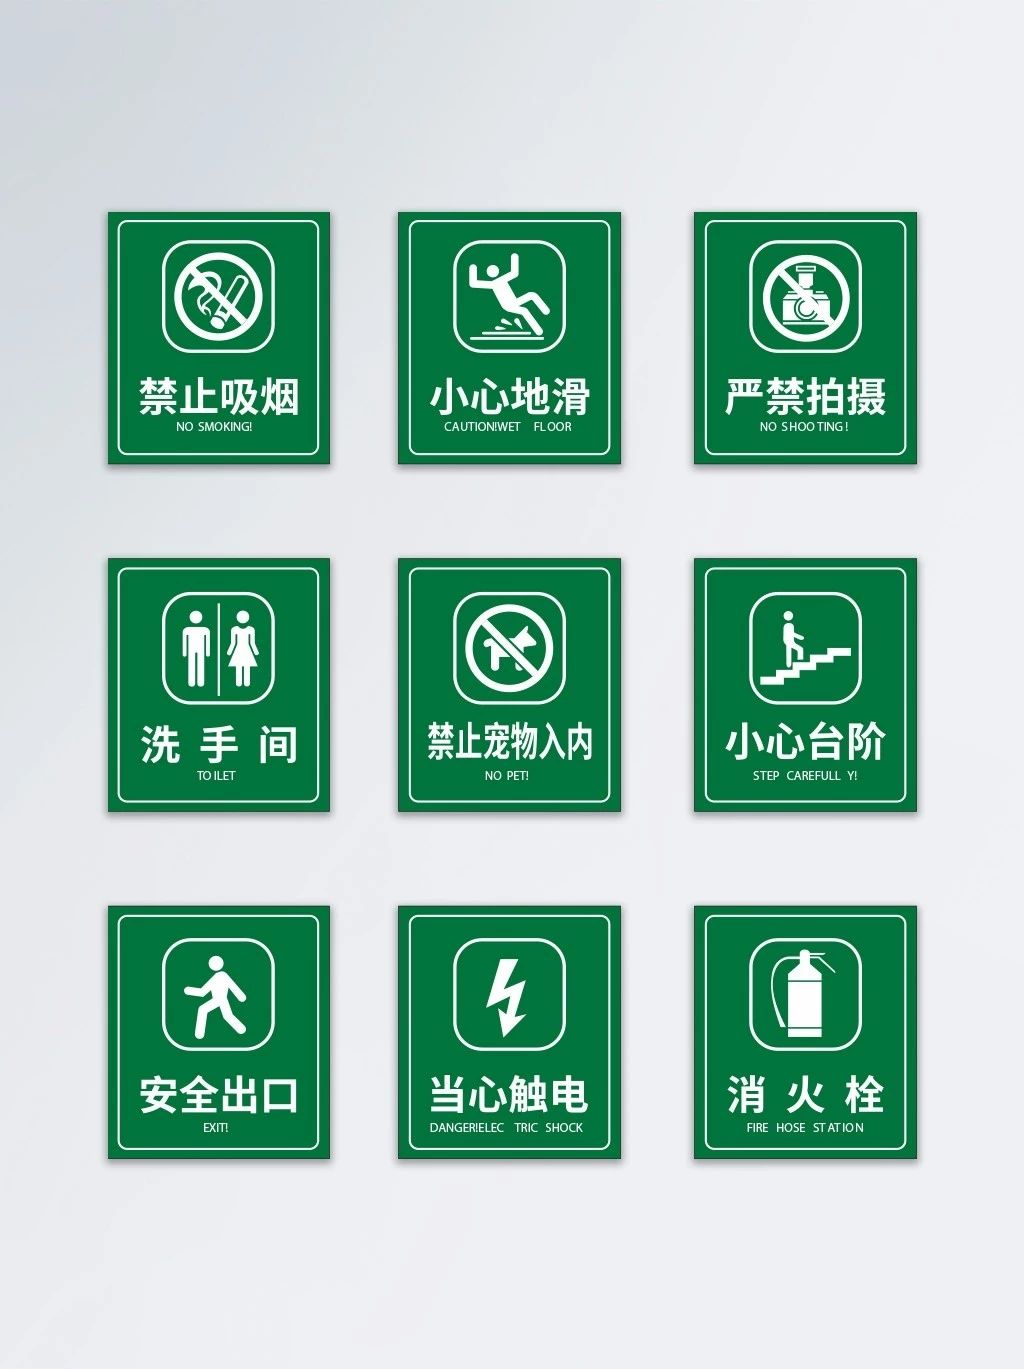 禁止吸烟
NO SMOKING!
小心地滑
CAUTION!WET FLOOR
严禁拍摄
NO SHOOTING!
洗手间
TOILET
禁止宠物入内
NO PET!
小心台阶
STEP CAREFULL Y!
安全出口
EXIT!
当心触电
DANGER!ELEC TRIC SHOCK
消火栓
FIRE HOSE STATION